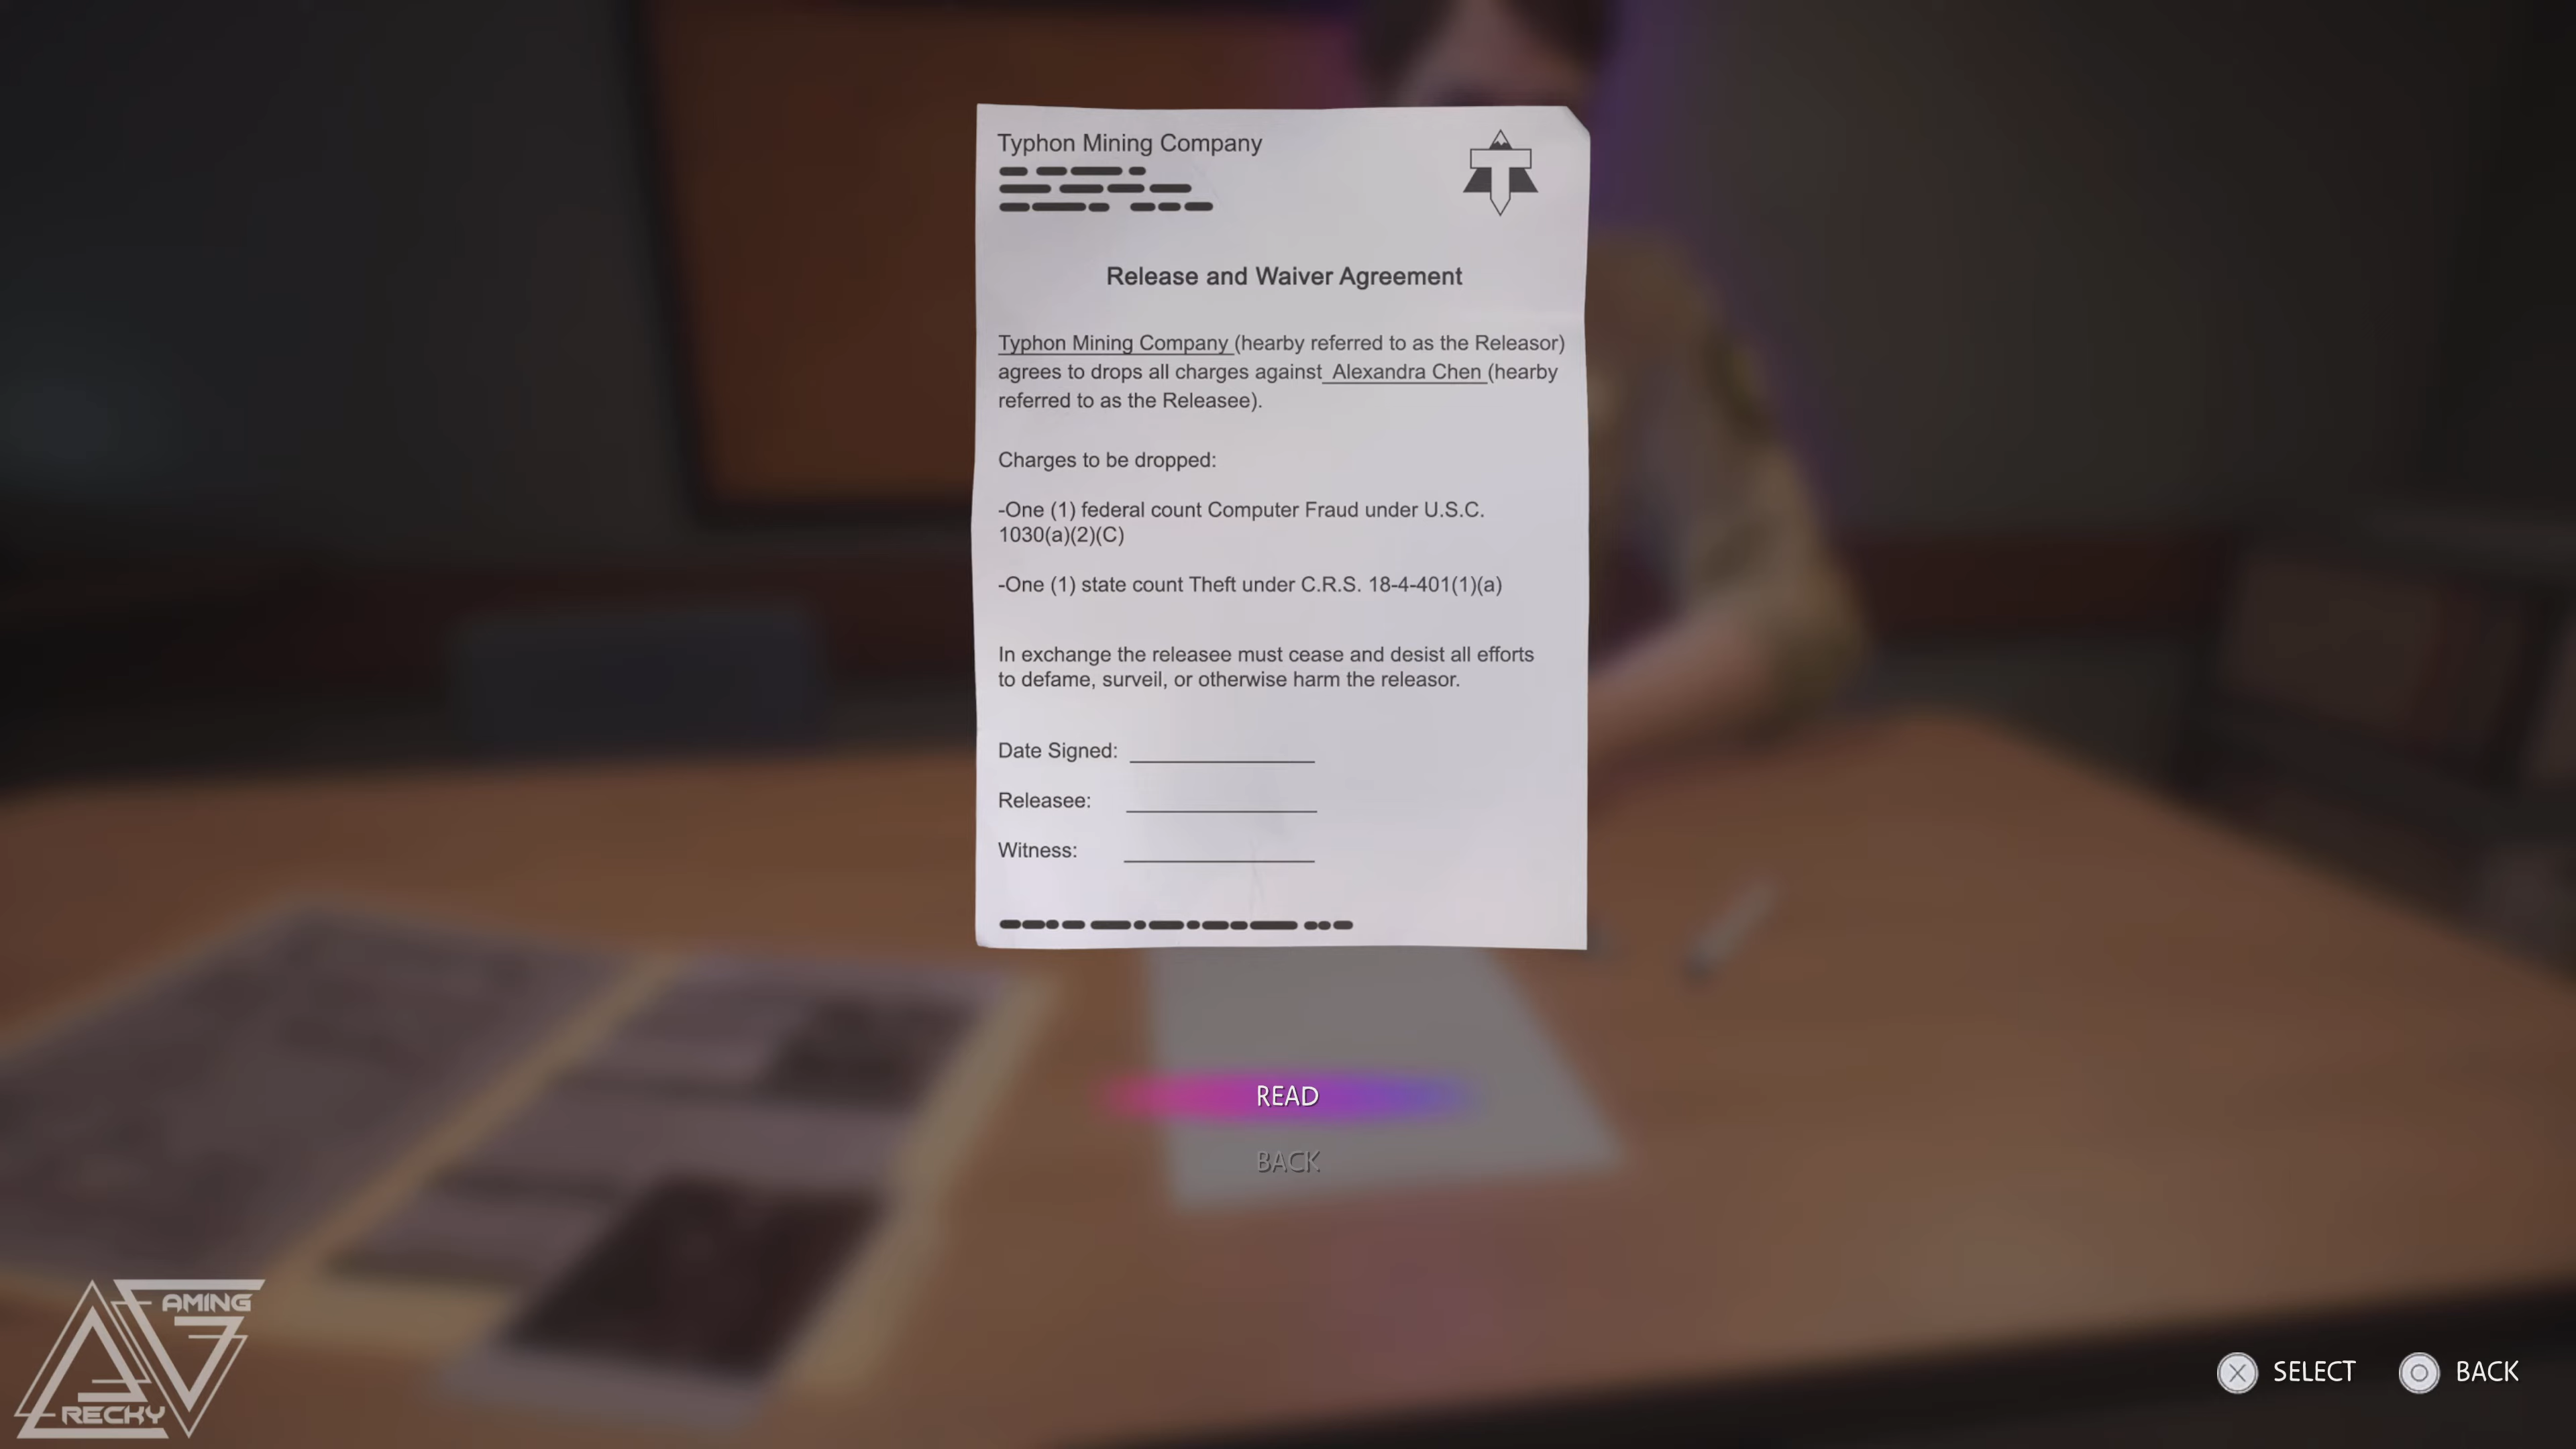 Typhon Mining Company
Release and Waiver Agreement
Typhon Mining Company (hearby referred to as the Releasor)
agrees to drops all charges against Alexandra Chen (hearby
referred to as the Releasee).
Charges to be dropped:
-One (1) federal count Computer Fraud under U.S.C.
1030(a)(2)(C)
-One (1) state count Theft under C.R.S. 18-4-401(1)(a)
In exchange the releasee must cease and desist all efforts
to defame, surveil, or otherwise harm the releasor.
Date Signed:
Releasee:
Witness:
READ
BACK
AMING
RECKY
SELECT
BACK